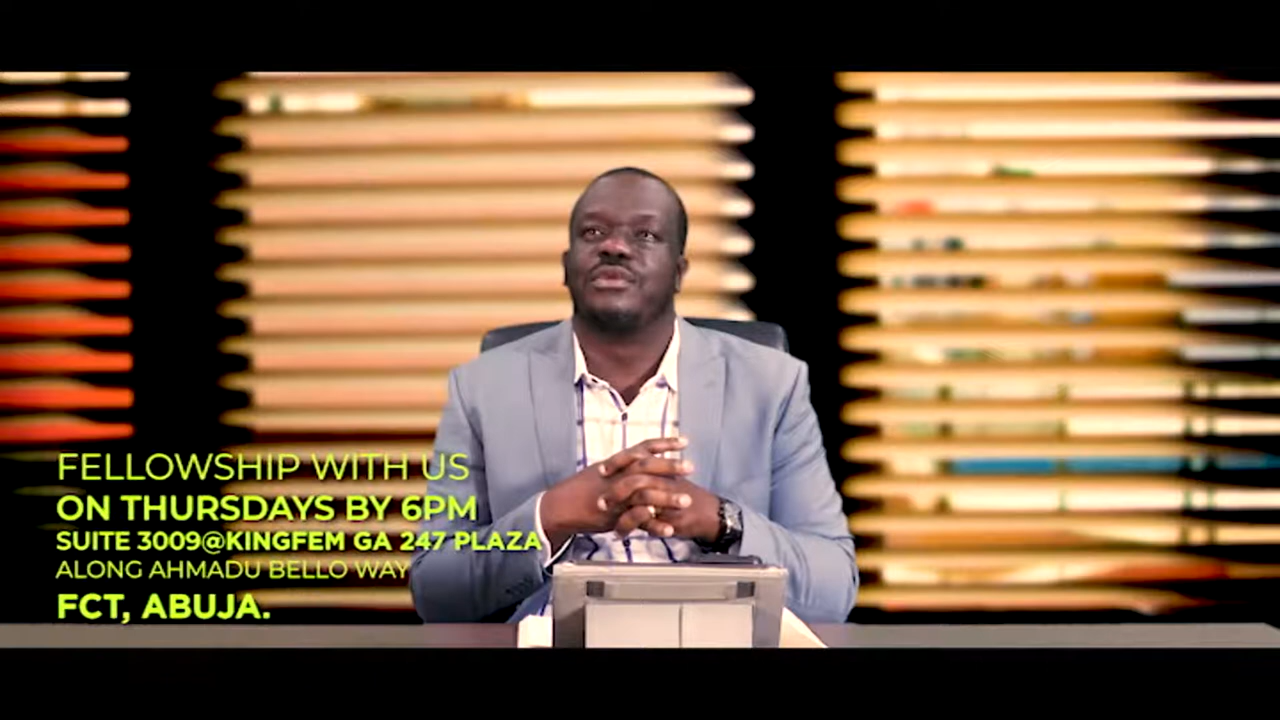 FELLOWSHIP WITH US
ON THURSDAYS BY 6PM
SUITE 3009@KINGFEM GA 247 PLAZA
ALONG AHMADU BELLO WAY
FCT, ABUJA.